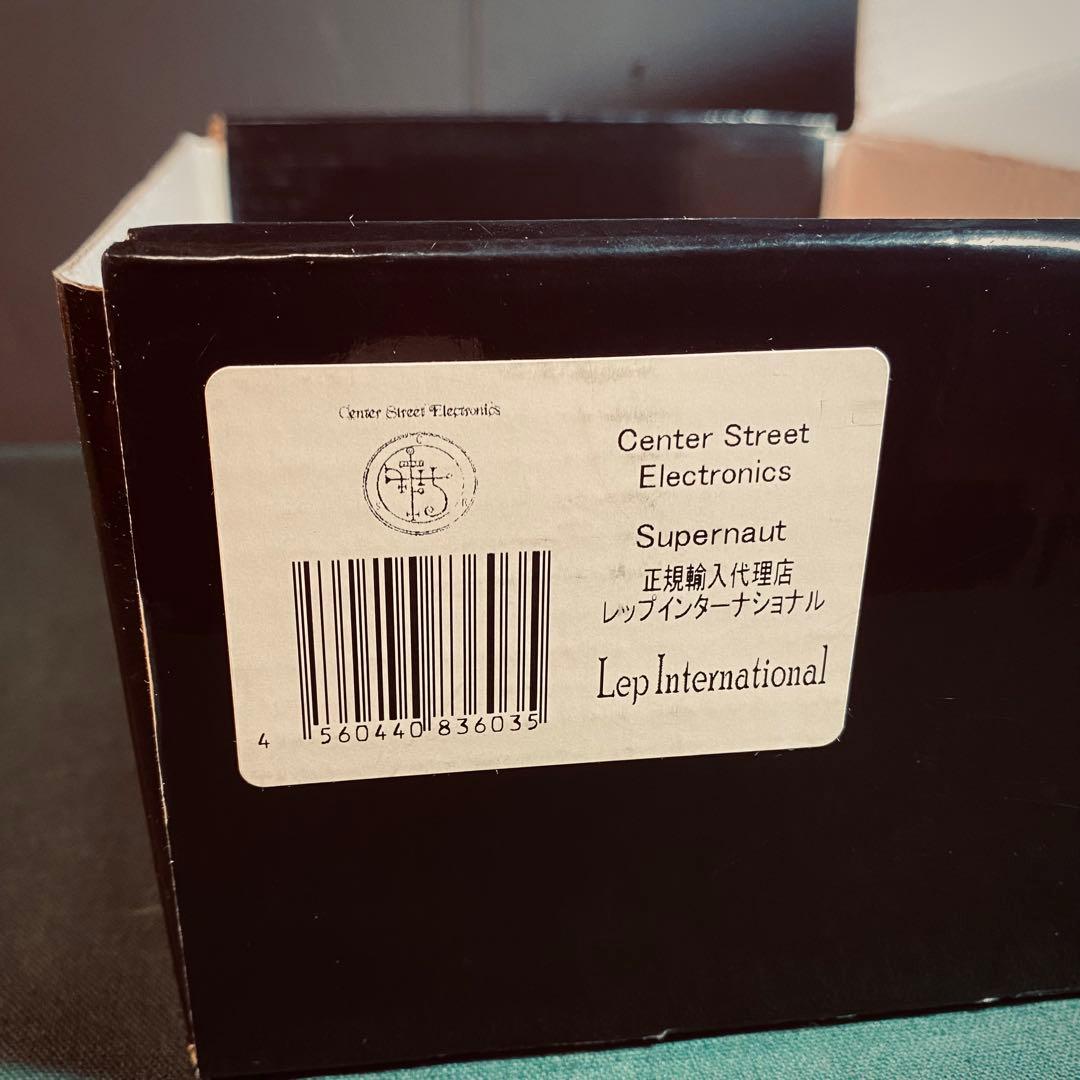 Center Street Electronics
4 560440 836035
Center Street
Electronics
Supernaut
正規輸入代理店
レップインターナショナル
Lep International